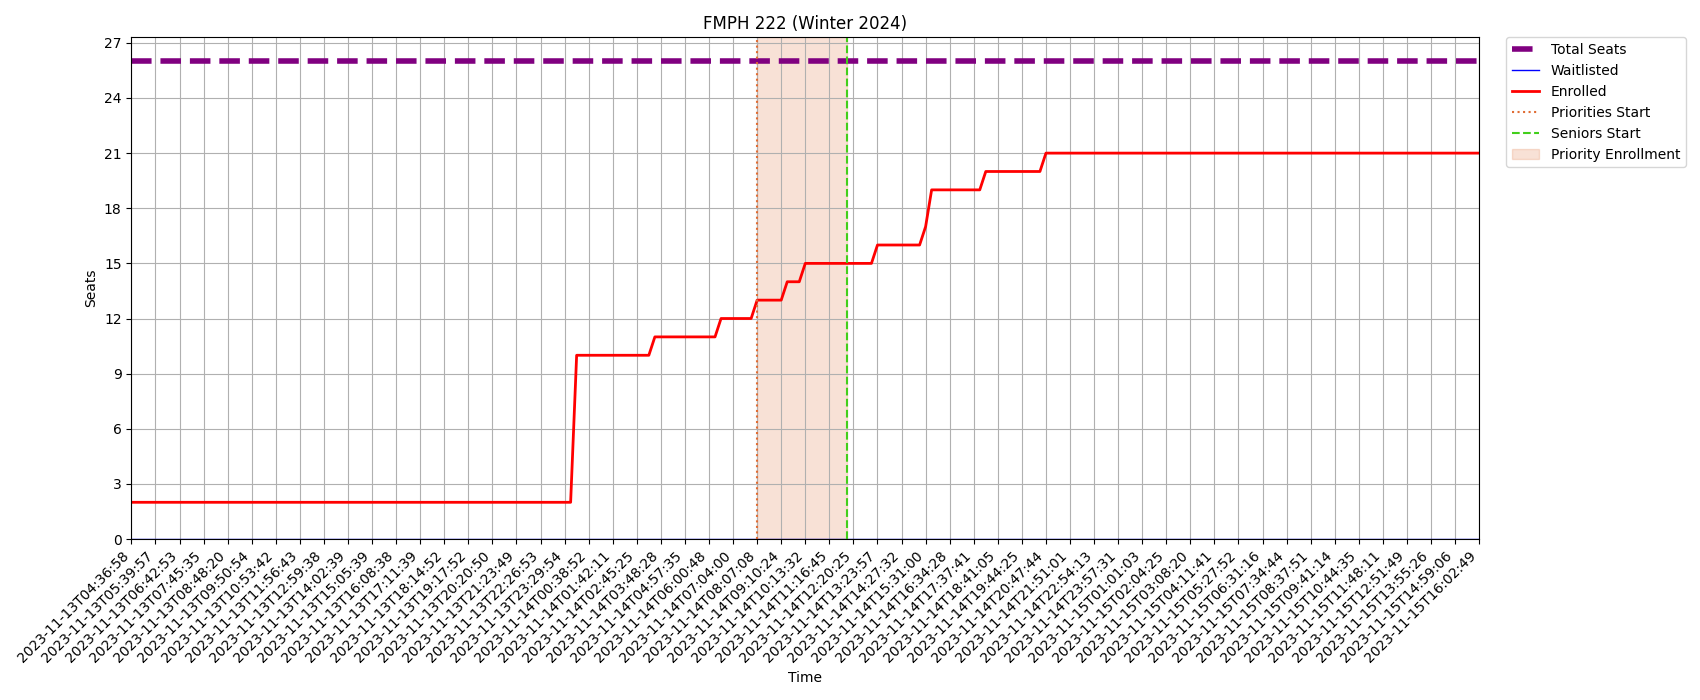 FMPH 222 (Winter 2024)
27
24
21
18
15
12
9
6
3
0
Seats
Total Seats
Waitlisted
Enrolled
Priorities Start
Seniors Start
Priority Enrollment
2023-11-13T04:36:58
2023-11-13T05:39:57
2023-11-13T06:42:53
2023-11-13T07:45:35
2023-11-13T08:48:20
2023-11-13T09:50:54
2023-11-13T10:53:42
2023-11-13T11:56:43
2023-11-13T12:59:38
2023-11-13T14:02:39
2023-11-13T15:05:39
2023-11-13T16:08:38
2023-11-13T17:11:39
2023-11-13T18:14:52
2023-11-13T19:17:52
2023-11-13T20:20:50
2023-11-13T21:23:49
2023-11-13T22:26:53
2023-11-13T23:29:54
2023-11-14T00:38:52
2023-11-14T01:42:11
2023-11-14T02:45:25
2023-11-14T03:48:28
2023-11-14T04:57:35
2023-11-14T06:00:48
2023-11-14T07:04:00
2023-11-14T08:07:08
2023-11-14T09:10:24
2023-11-14T10:13:32
2023-11-14T11:16:45
2023-11-14T12:20:25
2023-11-14T13:23:57
2023-11-14T14:27:32
2023-11-14T15:31:00
2023-11-14T16:34:28
2023-11-14T17:37:41
2023-11-14T18:41:05
2023-11-14T19:44:25
2023-11-14T20:47:44
2023-11-14T21:51:01
2023-11-14T22:54:13
2023-11-14T23:57:31
2023-11-15T01:01:03
2023-11-15T02:04:25
2023-11-15T03:08:20
2023-11-15T04:11:41
2023-11-15T05:27:52
2023-11-15T06:31:16
2023-11-15T07:34:44
2023-11-15T08:37:51
2023-11-15T09:41:14
2023-11-15T10:44:35
2023-11-15T11:48:11
2023-11-15T12:51:49
2023-11-15T13:55:26
2023-11-15T14:59:06
2023-11-15T16:02:49
Time